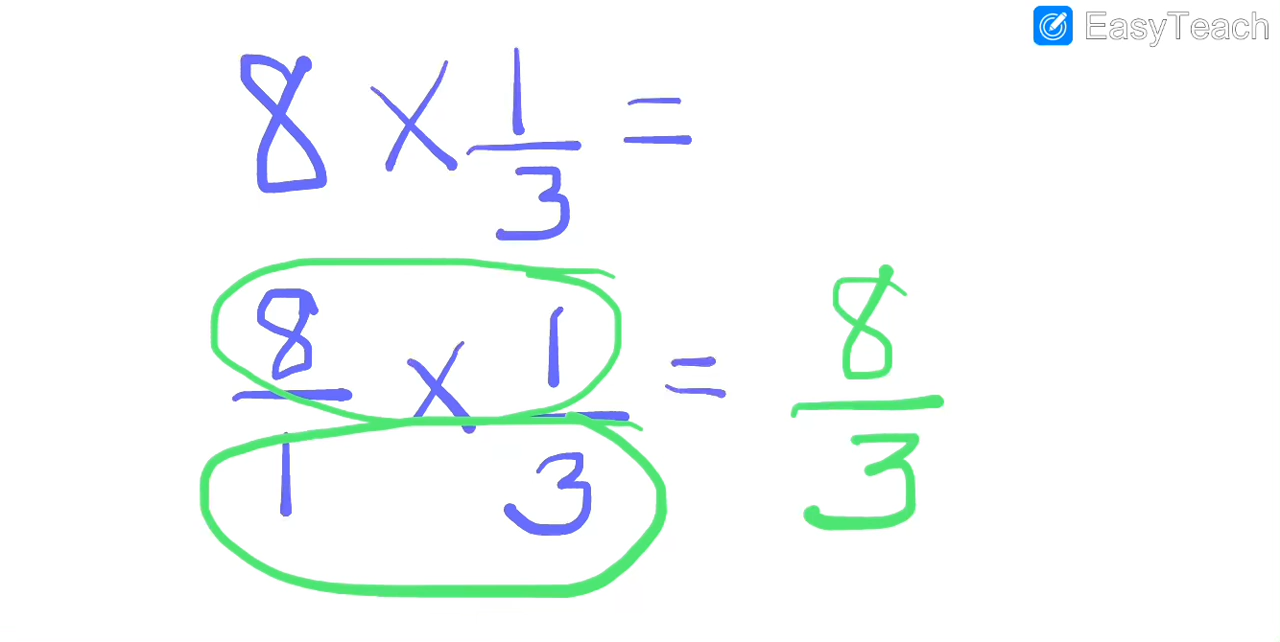 EasyTeach
8 × 1/3 =
8/1 × 1/3 = 8/3